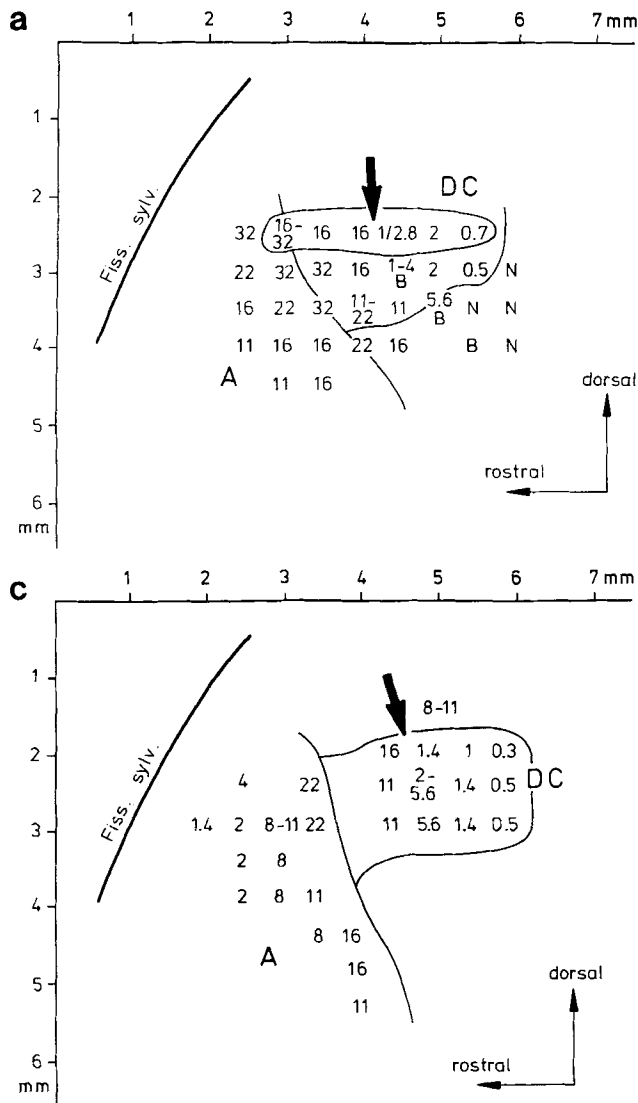 a
1 2 3 4 5 6 7 mm
1
Fiss. sylv.
2
DC
32 16- 32 16 16 1/2.8 2 0.7
3
22 32 32 16 1-4 B 2 0.5 N
16 22 32 11- 22 11 5.6 B N N
4
11 16 16 22 16 B N
A
11 16
dorsal
5
rostral
6
mm
c
1 2 3 4 5 6 7 mm
1
Fiss. sylv.
8-11
2
16 1.4 1 0.3
4 22 11 2- 5.6 1.4 0.5 DC
3
1.4 2 8-11 22 11 5.6 1.4 0.5
2 8
4
2 8 11
8 16
A
16
dorsal
5
11
rostral
6
mm